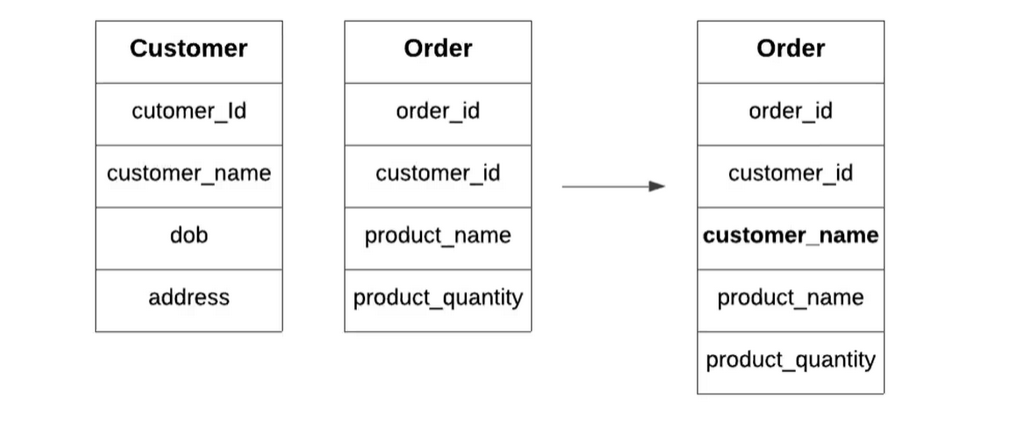 Customer
cutomer_Id
customer_name
dob
address
Order
order_id
customer_id
product_name
product_quantity
Order
order_id
customer_id
customer_name
product_name
product_quantity